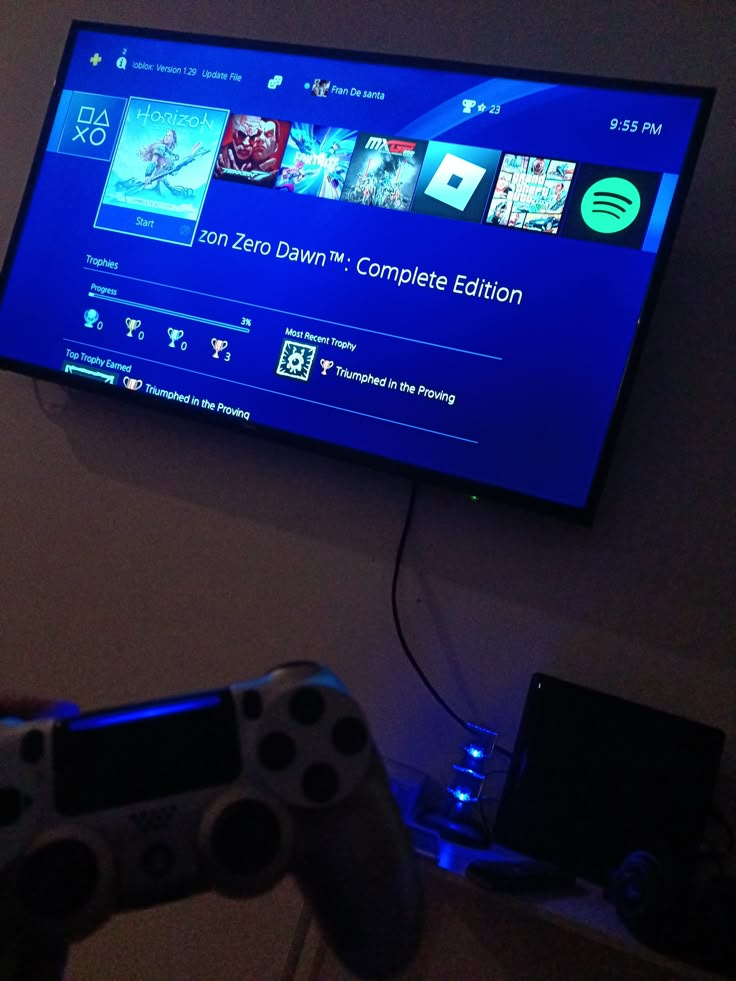 2
loblox: Version 1.29 Update File
Fran De santa
23
9:55 PM
HORIZON
Start
zon Zero Dawn™: Complete Edition
Trophies
Progress
3%
0
0
0
3
Most Recent Trophy
Triumphed in the Proving
Top Trophy Earned
Triumphed in the Proving